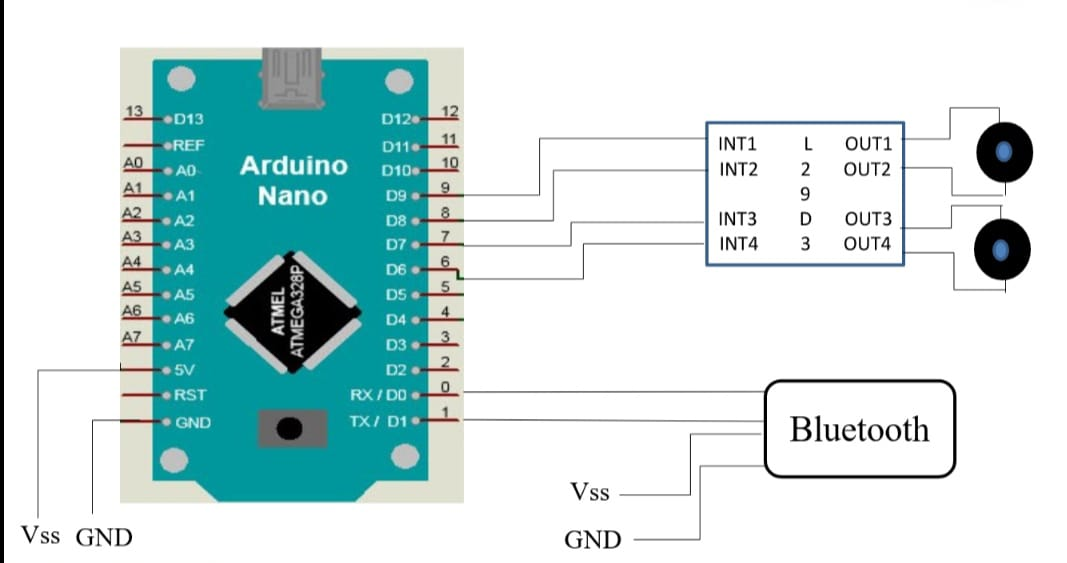 13
D13
REF
A0
A0
A1
A1
A2
A2
A3
A3
A4
A4
A5
A5
A6
A6
A7
A7
5V
RST
GND
Arduino
Nano
ATMEL
ATMEGA328P
D12 12
D11 11
D10 10
D9 9
D8 8
D7 7
D6 6
D5 5
D4 4
D3 3
D2 2
RX / D0 0
TX / D1 1
INT1 L OUT1
INT2 2 OUT2
9
INT3 D OUT3
INT4 3 OUT4
Bluetooth
Vss
GND
Vss GND